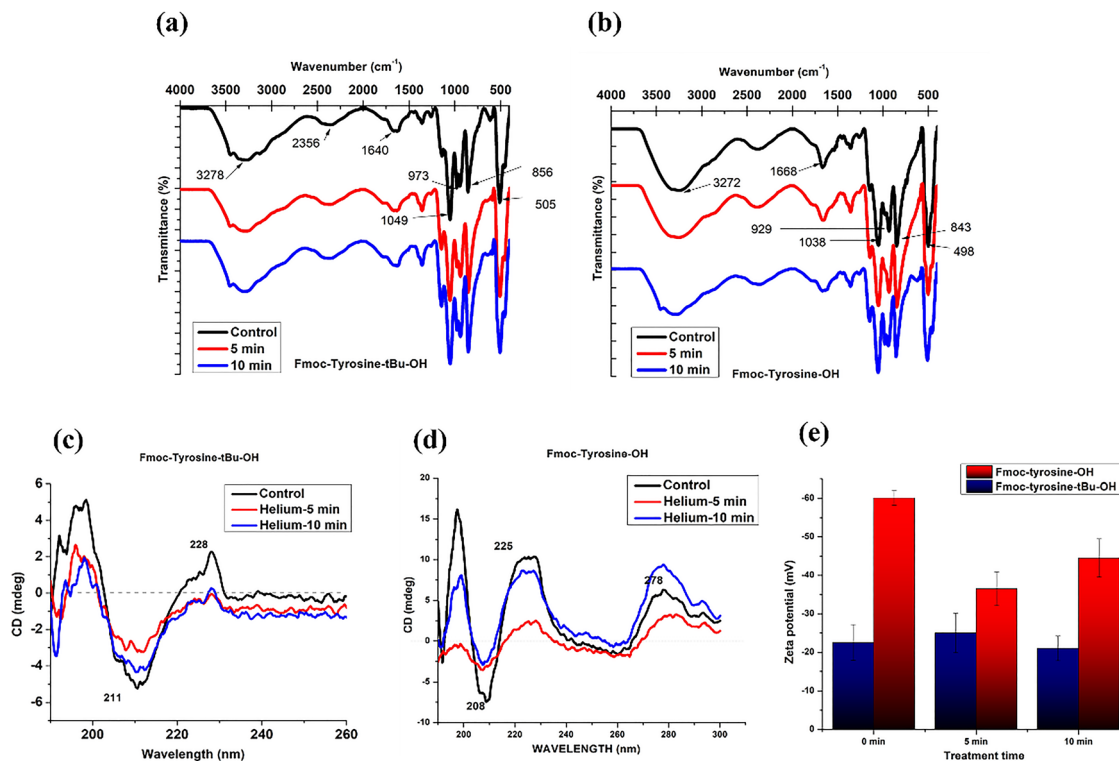 (a)
Wavenumber (cm⁻¹)
4000 3500 3000 2500 2000 1500 1000 500
Transmittance (%)
3278
2356
1640
973
1049
856
505
Control
5 min
10 min
Fmoc-Tyrosine-tBu-OH
(b)
Wavenumber (cm⁻¹)
4000 3500 3000 2500 2000 1500 1000 500
Transmittance (%)
3272
1668
929
1038
843
498
Control
5 min
10 min
Fmoc-Tyrosine-OH
(c)
Fmoc-Tyrosine-tBu-OH
CD (mdeg)
6
4
2
0
-2
-4
-6
Control
Helium-5 min
Helium-10 min
228
211
200 220 240 260
Wavelength (nm)
(d)
Fmoc-Tyrosine-OH
CD (mdeg)
20
15
10
5
0
-5
-10
Control
Helium-5 min
Helium-10 min
225
278
208
200 210 220 230 240 250 260 270 280 290 300
WAVELENGTH (nm)
(e)
Fmoc-tyrosine-OH
Fmoc-tyrosine-tBu-OH
Zeta potential (mV)
-60
-50
-40
-30
-20
-10
0
0 min 5 min 10 min
Treatment time